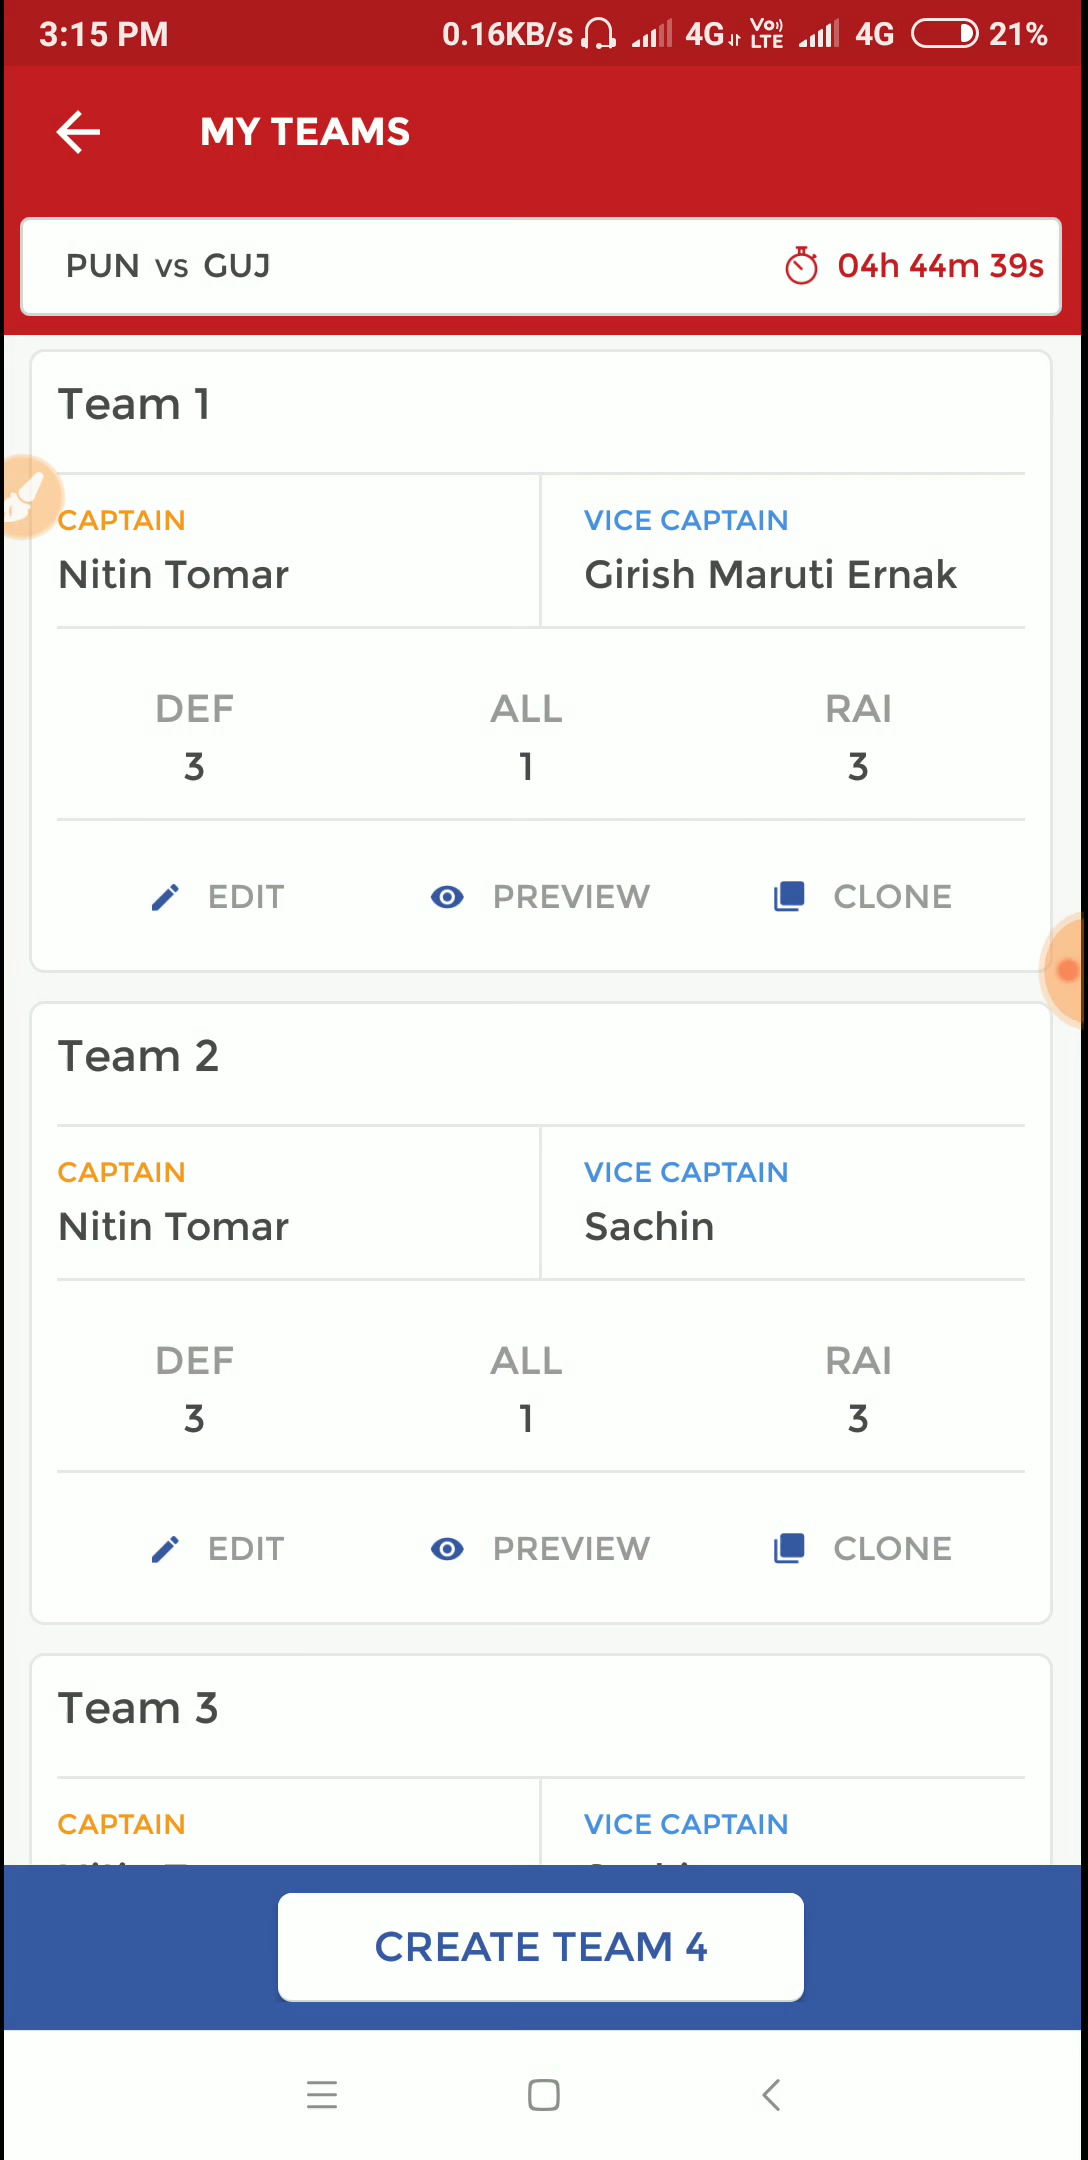 3:15 PM 0.16KB/s 4G VoLTE 4G 21%
MY TEAMS
PUN vs GUJ 04h 44m 39s
Team 1
CAPTAIN VICE CAPTAIN
Nitin Tomar Girish Maruti Ernak
DEF ALL RAI
3 1 3
EDIT PREVIEW CLONE
Team 2
CAPTAIN VICE CAPTAIN
Nitin Tomar Sachin
DEF ALL RAI
3 1 3
EDIT PREVIEW CLONE
Team 3
CAPTAIN VICE CAPTAIN
CREATE TEAM 4